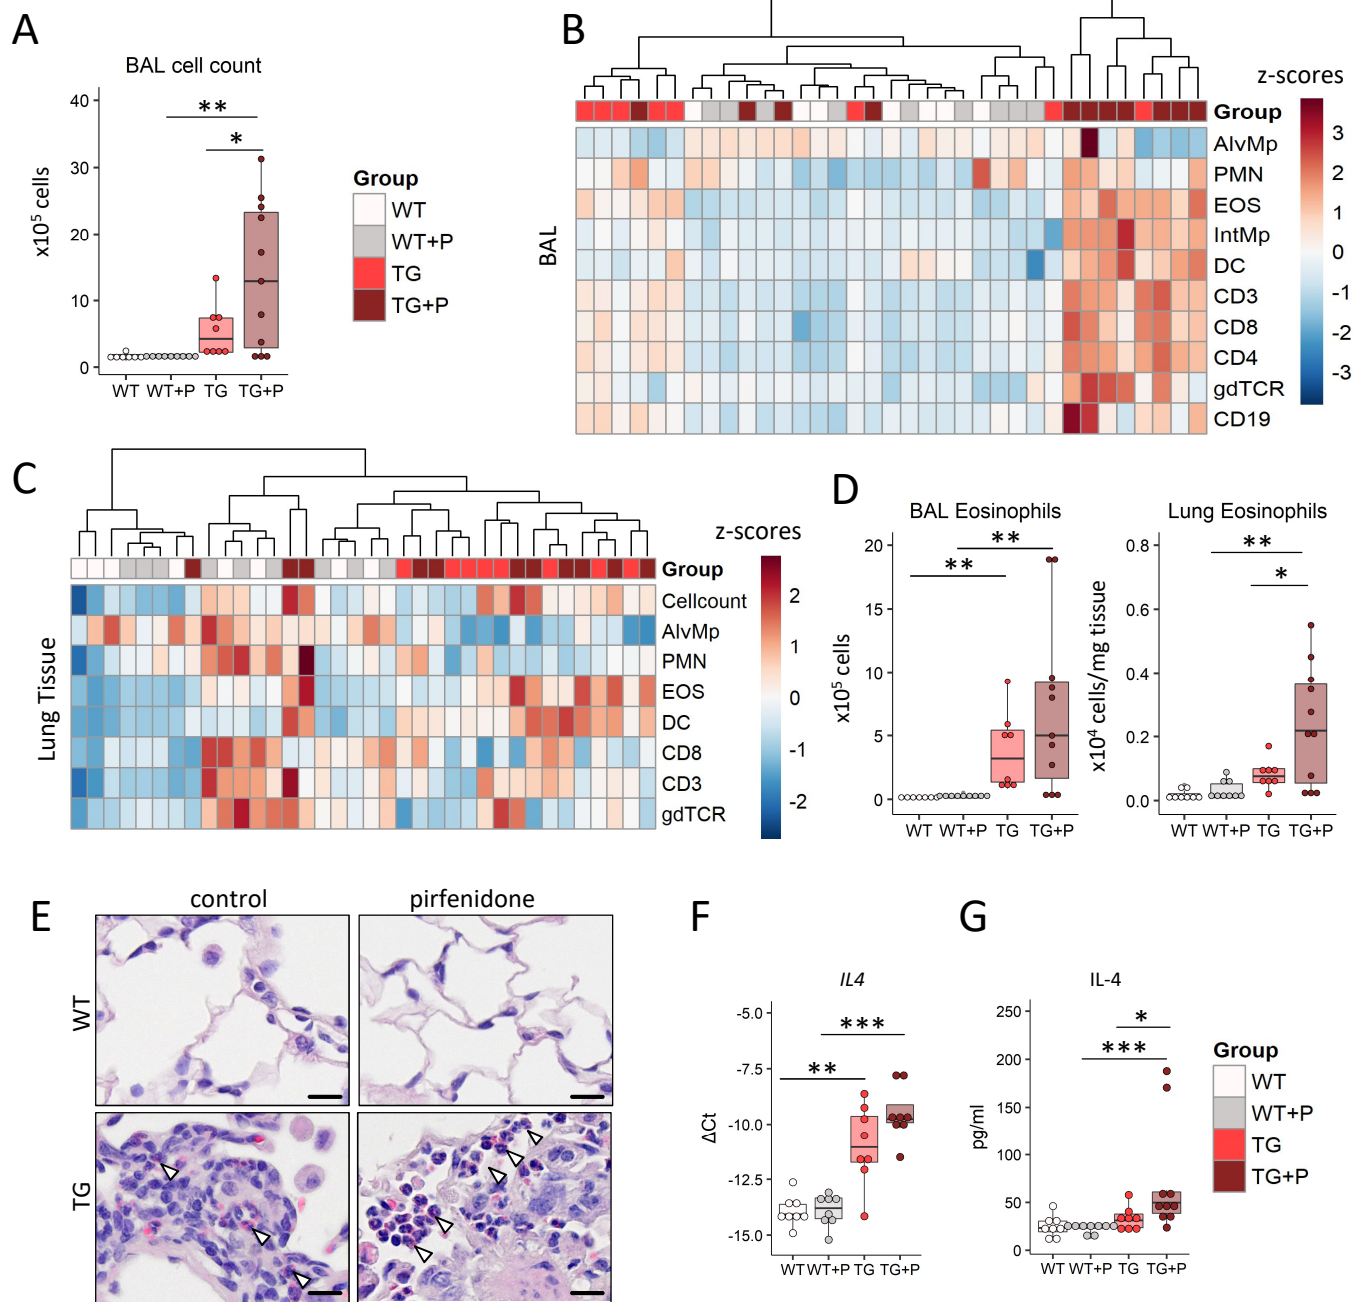 A
BAL cell count
**
*
40
30
20
10
0
x10⁵ cells
WT WT+P TG TG+P
Group
WT
WT+P
TG
TG+P
B
BAL
Group
AlvMp
PMN
EOS
IntMp
DC
CD3
CD8
CD4
gdTCR
CD19
z-scores
3
2
1
0
-1
-2
-3
C
Lung Tissue
Group
Cellcount
AlvMp
PMN
EOS
DC
CD8
CD3
gdTCR
z-scores
2
1
0
-1
-2
D
BAL Eosinophils
**
**
20
15
10
5
0
x10⁵ cells
WT WT+P TG TG+P
Lung Eosinophils
**
*
0.8
0.6
0.4
0.2
0.0
x10⁴ cells/mg tissue
WT WT+P TG TG+P
E
control pirfenidone
WT
TG
F
IL4
***
**
-5.0
-7.5
-10.0
-12.5
-15.0
ΔCt
WT WT+P TG TG+P
G
IL-4
*
***
250
200
150
100
50
0
pg/ml
WT WT+P TG TG+P
Group
WT
WT+P
TG
TG+P